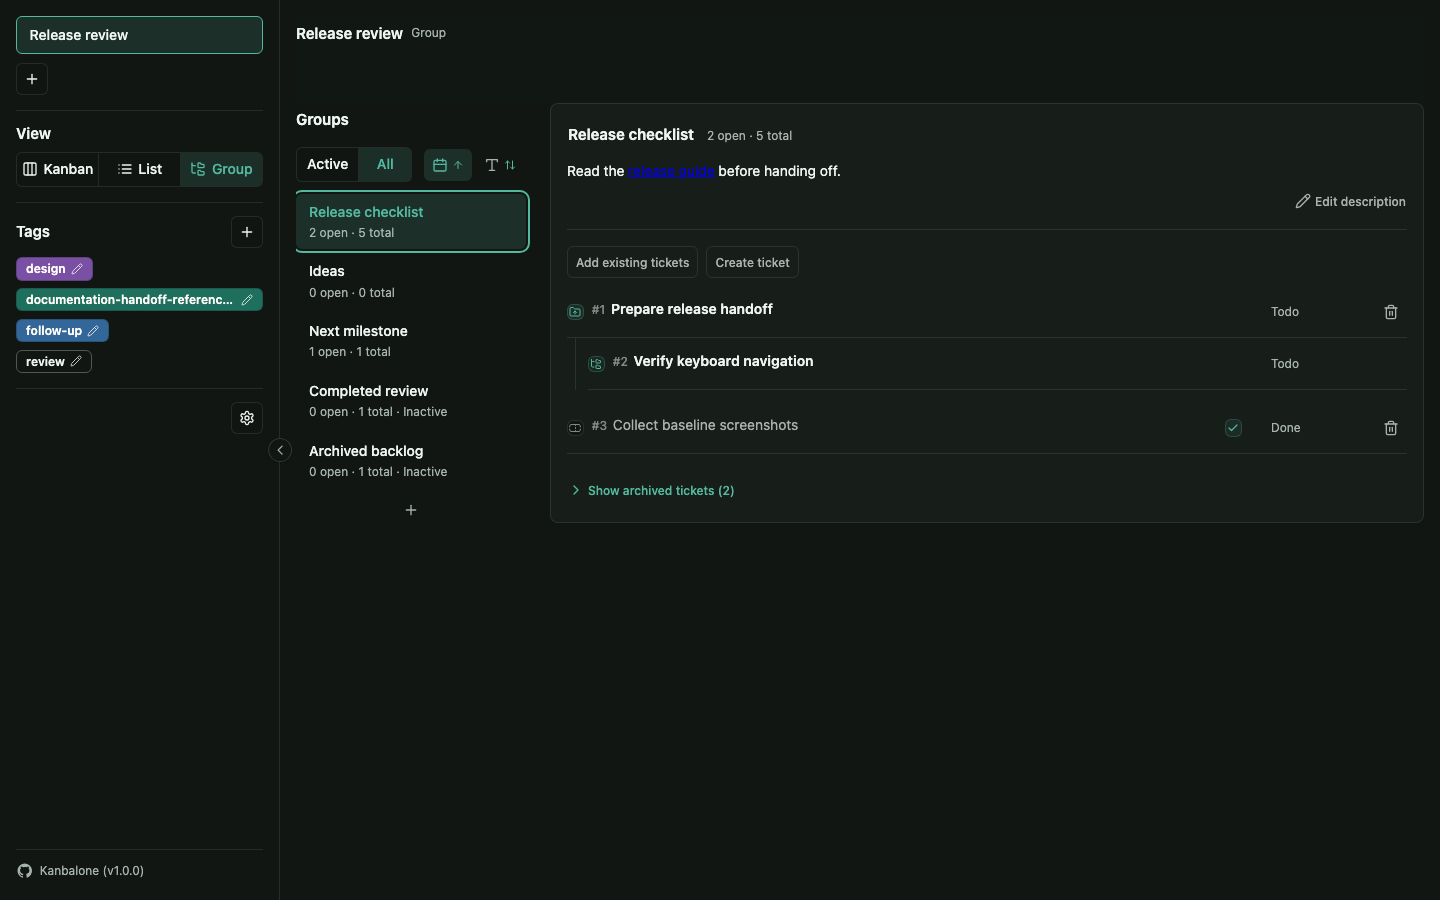 Release review
View
Kanban
List
Group
Tags
design
documentation-handoff-referenc...
follow-up
review
Kanbalone (v1.0.0)
Release review Group
Groups
Active
All
Release checklist
2 open · 5 total
Ideas
0 open · 0 total
Next milestone
1 open · 1 total
Completed review
0 open · 1 total · Inactive
Archived backlog
0 open · 1 total · Inactive
Release checklist 2 open · 5 total
Read the release guide before handing off.
Edit description
Add existing tickets
Create ticket
#1 Prepare release handoff Todo
#2 Verify keyboard navigation Todo
#3 Collect baseline screenshots Done
Show archived tickets (2)